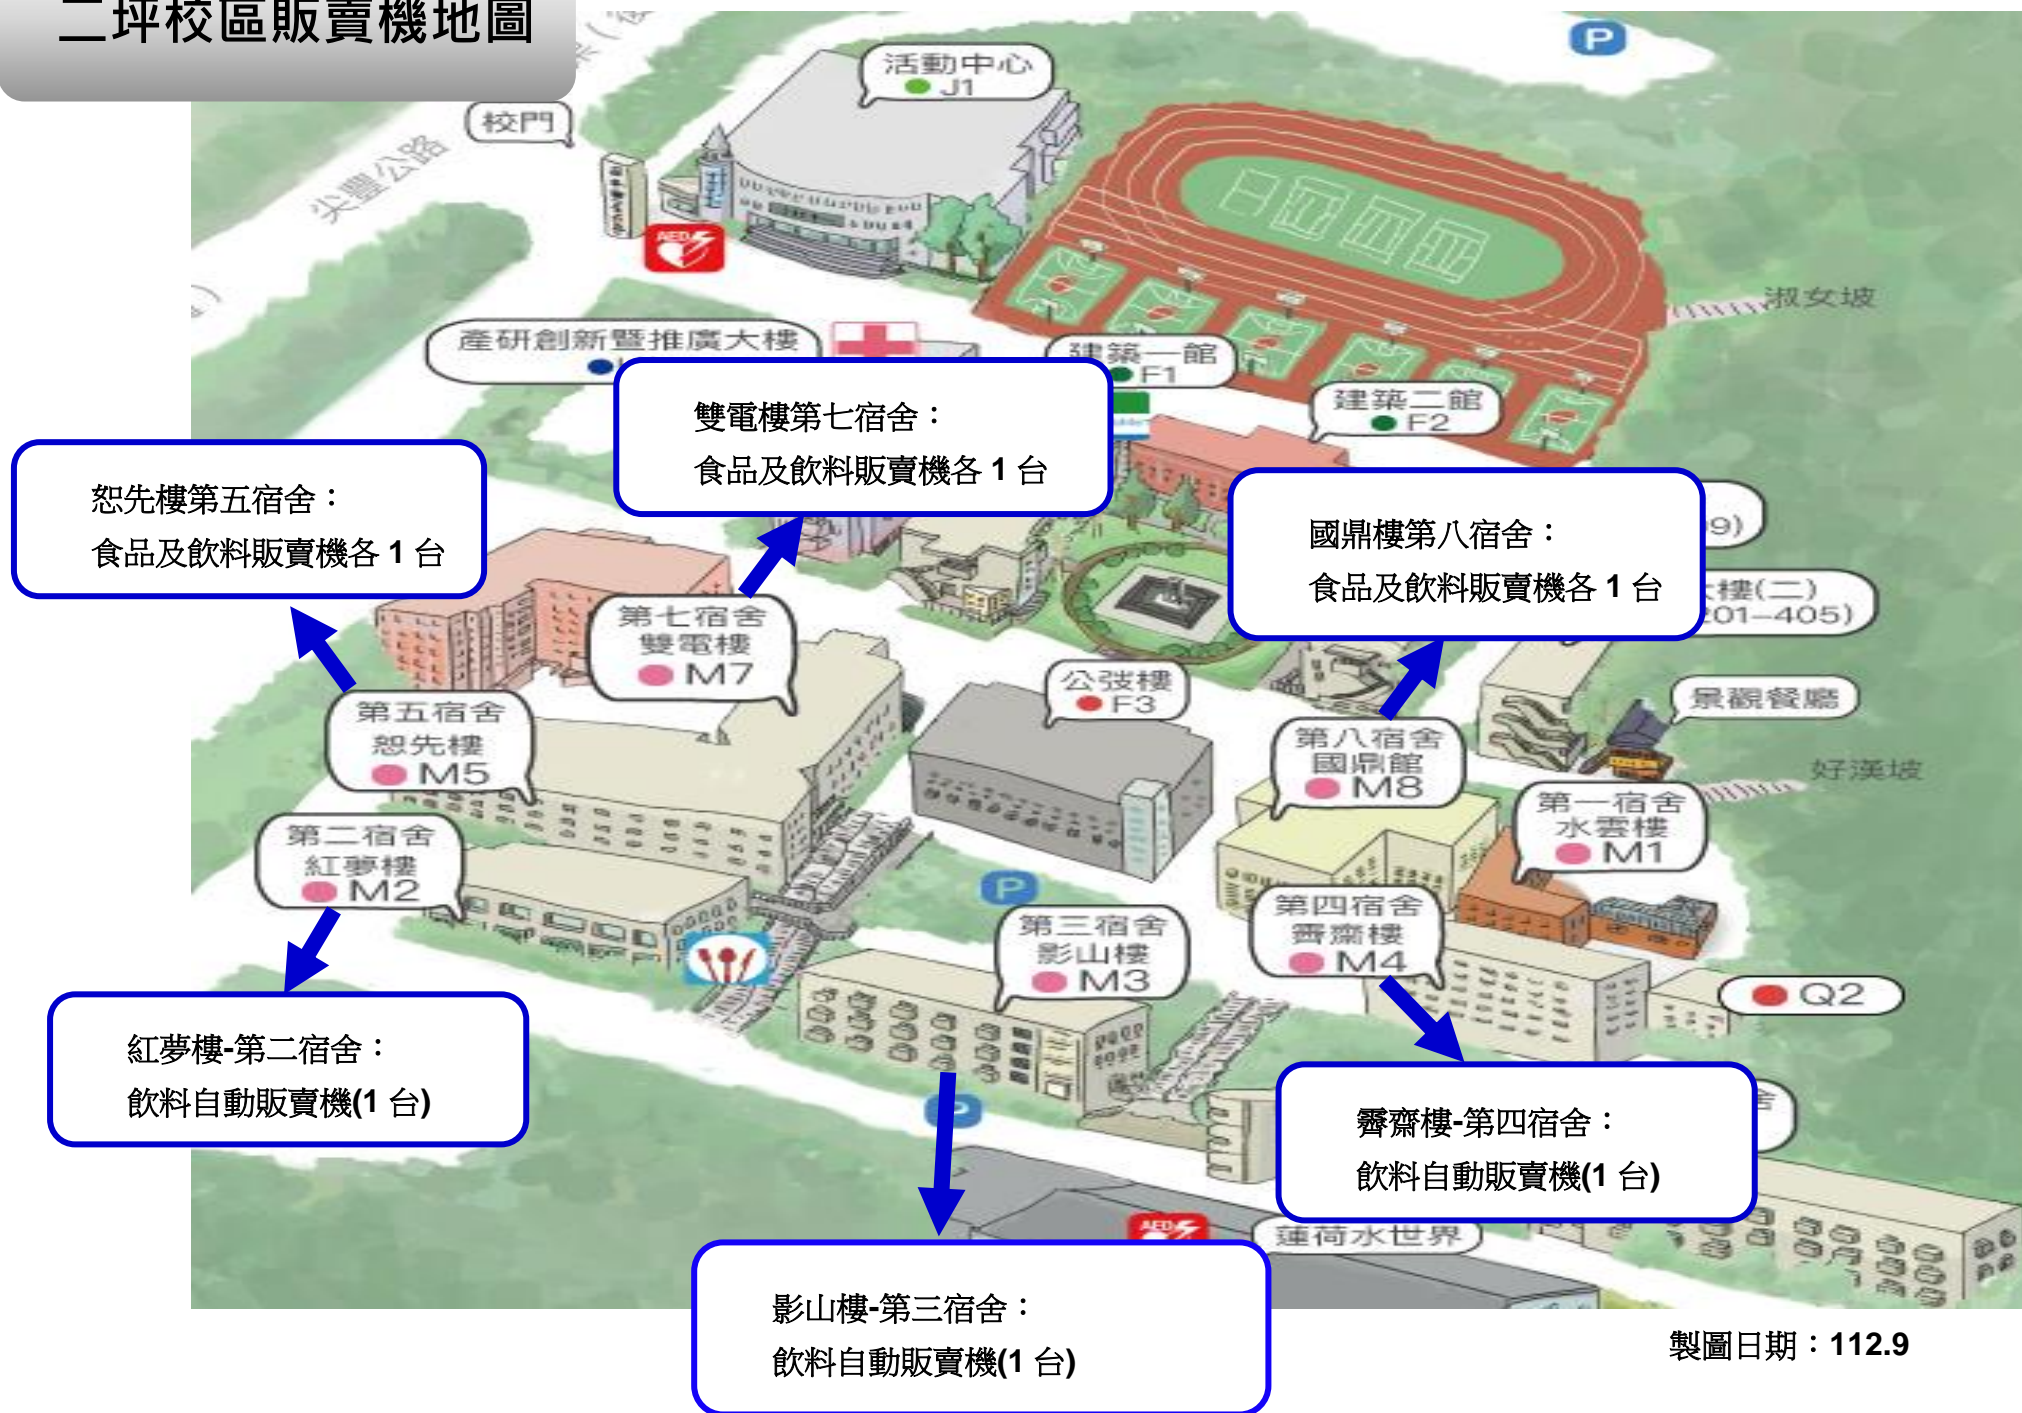 二坪校區販賣機地圖
活動中心
J1
校門
尖豐公路
淑女坡
產研創新暨推廣大樓
建築一館
F1
建築二館
F2
雙電樓第七宿舍：
食品及飲料販賣機各 1 台
恕先樓第五宿舍：
食品及飲料販賣機各 1 台
國鼎樓第八宿舍：
食品及飲料販賣機各 1 台
9)
樓(二)
201-405)
第七宿舍
雙電樓
M7
公弢樓
F3
景觀餐廳
好漢坡
第五宿舍
恕先樓
M5
第八宿舍
國鼎館
M8
第一宿舍
水雲樓
M1
第二宿舍
紅夢樓
M2
第三宿舍
影山樓
M3
第四宿舍
霽齋樓
M4
Q2
P
P
P
AED
紅夢樓-第二宿舍：
飲料自動販賣機(1 台)
霽齋樓-第四宿舍：
飲料自動販賣機(1 台)
舍
AED
蓮荷水世界
影山樓-第三宿舍：
飲料自動販賣機(1 台)
製圖日期：112.9